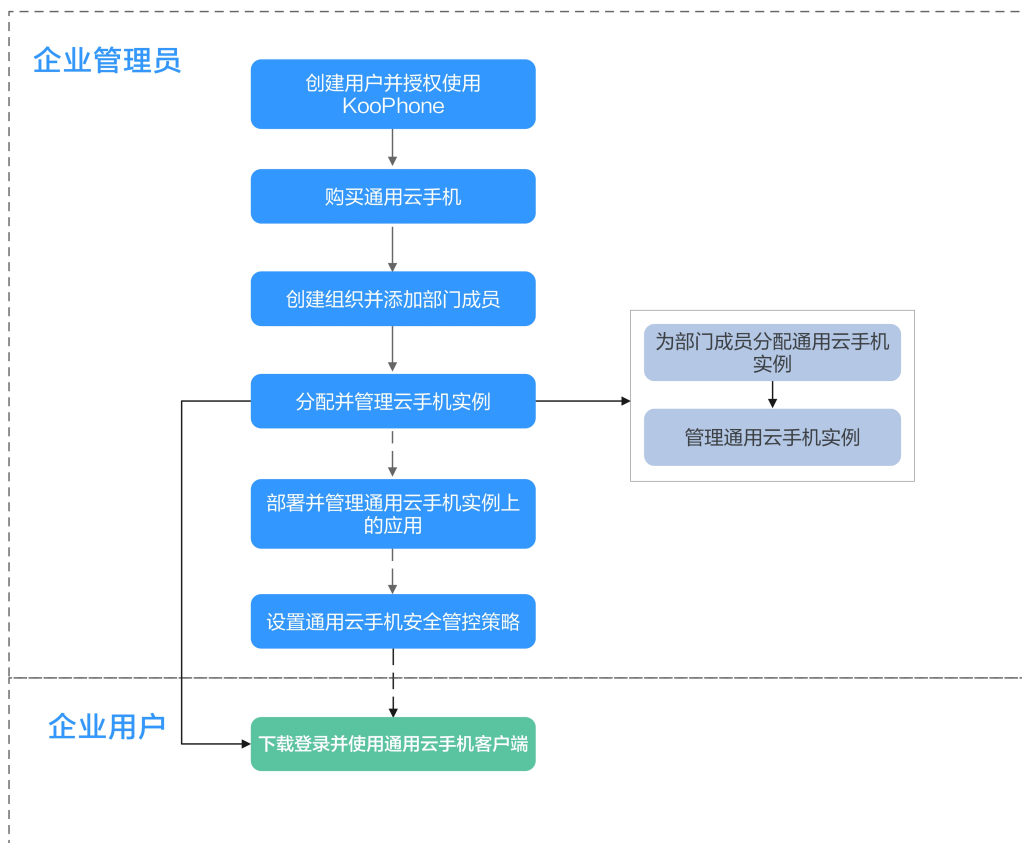 企业管理员
创建用户并授权使用
KooPhone
购买通用云手机
创建组织并添加部门成员
分配并管理云手机实例
为部门成员分配通用云手机
实例
管理通用云手机实例
部署并管理通用云手机实例上
的应用
设置通用云手机安全管控策略
企业用户
下载登录并使用通用云手机客户端